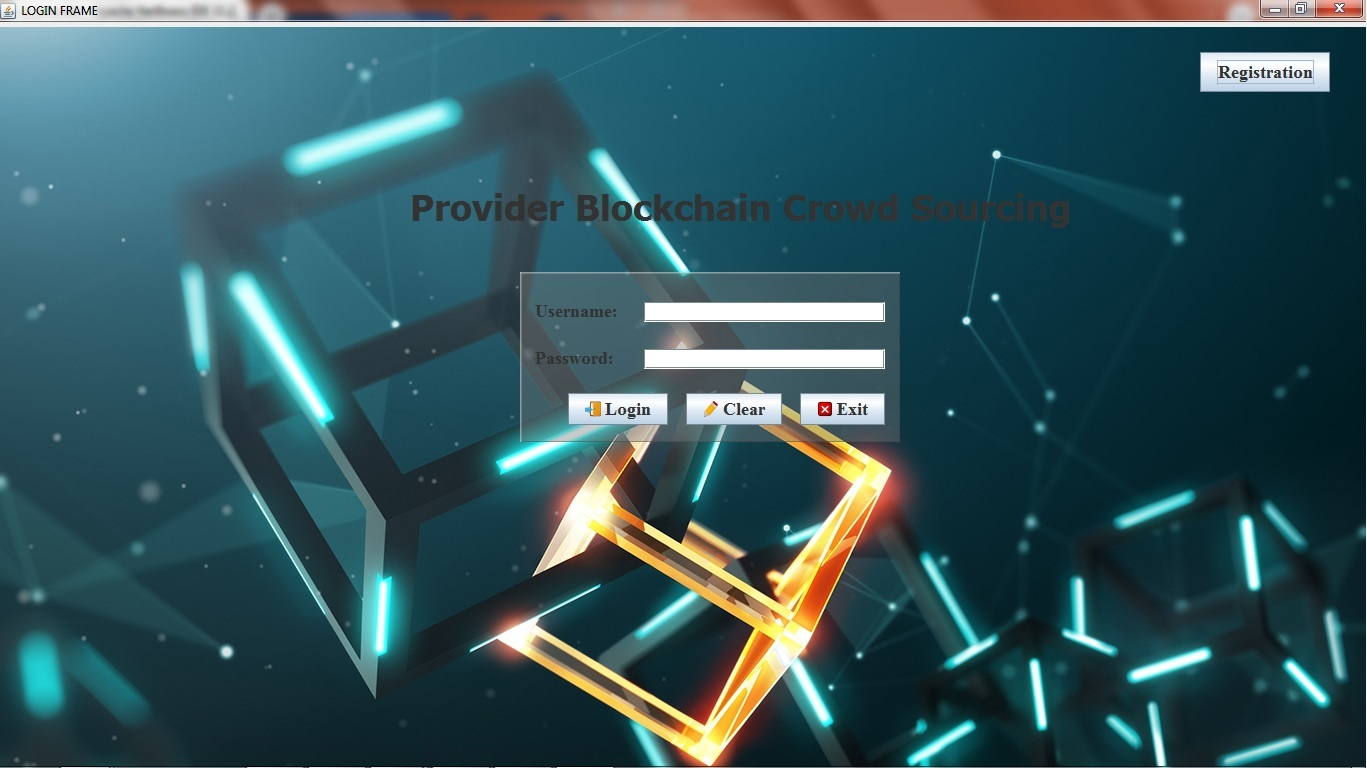 LOGIN FRAME
Registration
Provider Blockchain Crowd Sourcing
Username:
Password:
Login Clear Exit